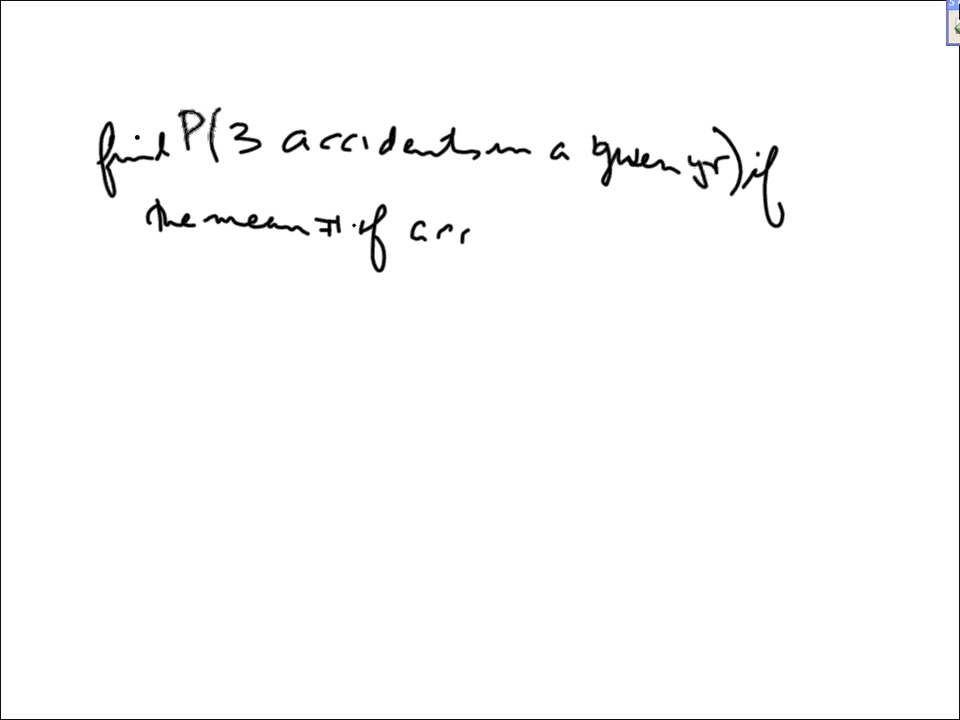 find P(3 accidents in a given yr) if
the mean # of acc